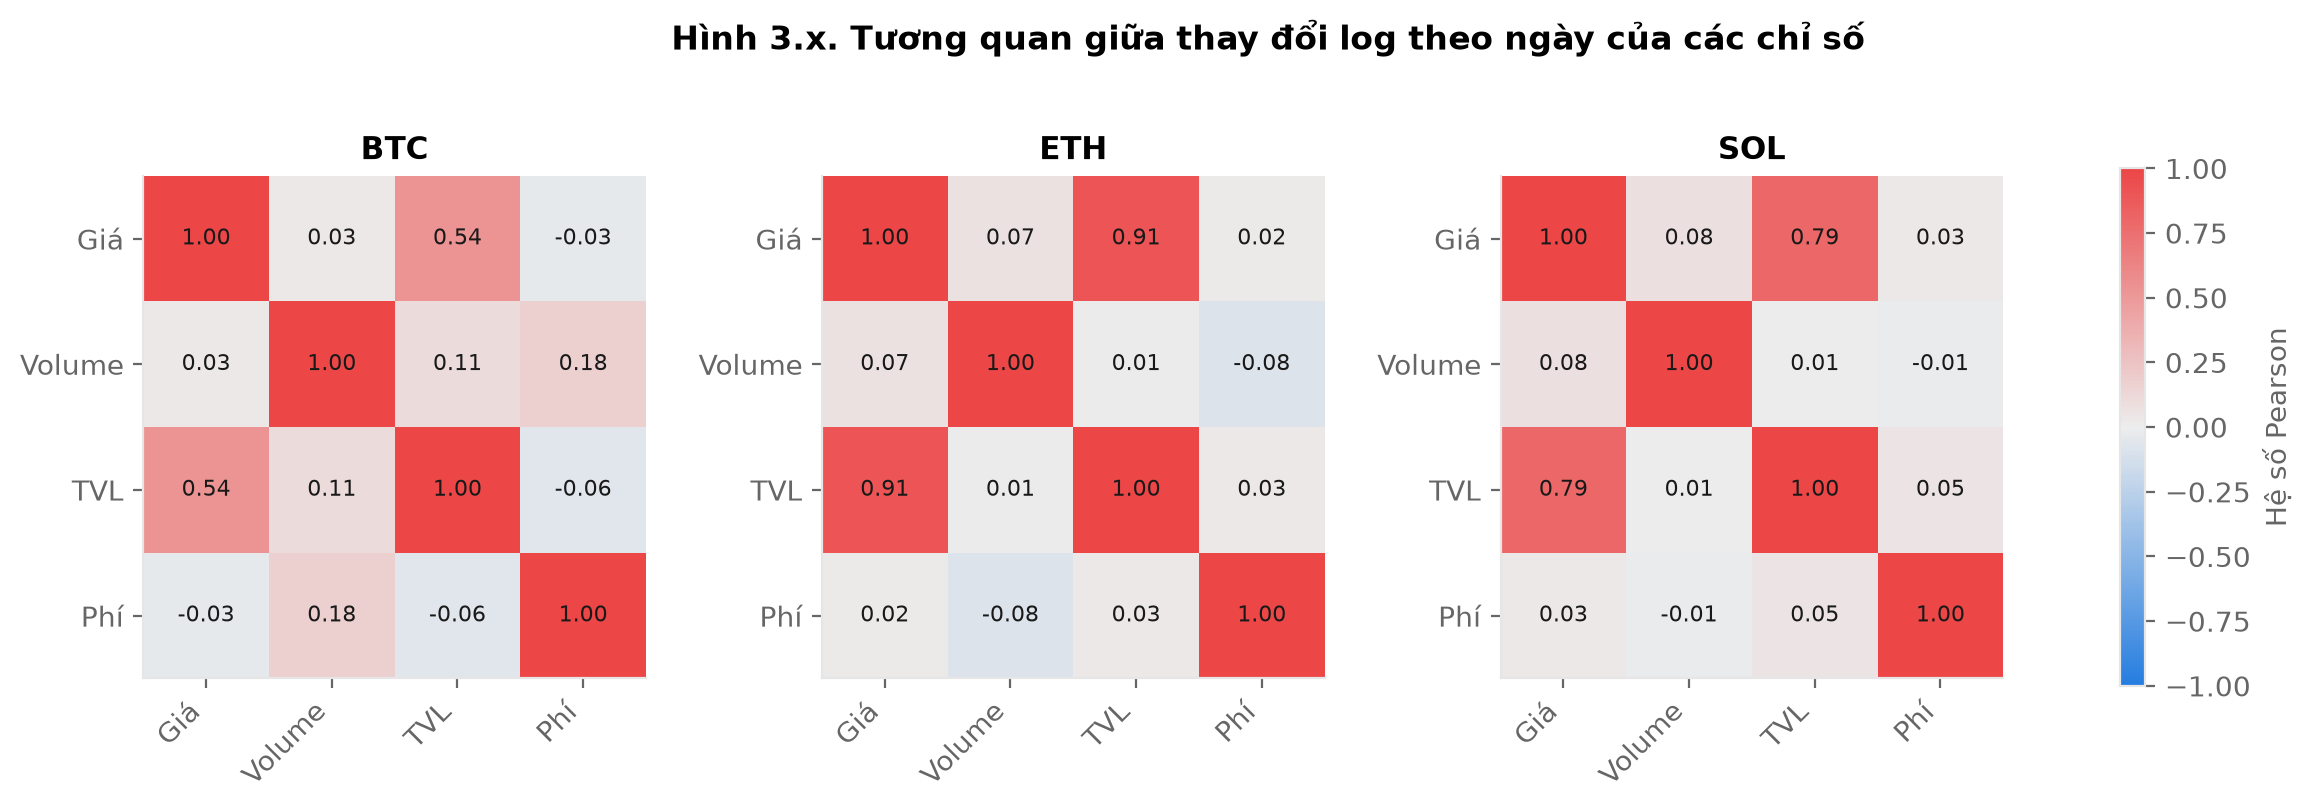 Hình 3.x. Tương quan giữa thay đổi log theo ngày của các chỉ số
BTC
Giá 1.00 0.03 0.54 -0.03
Volume 0.03 1.00 0.11 0.18
TVL 0.54 0.11 1.00 -0.06
Phí -0.03 0.18 -0.06 1.00
Giá Volume TVL Phí
ETH
Giá 1.00 0.07 0.91 0.02
Volume 0.07 1.00 0.01 -0.08
TVL 0.91 0.01 1.00 0.03
Phí 0.02 -0.08 0.03 1.00
Giá Volume TVL Phí
SOL
Giá 1.00 0.08 0.79 0.03
Volume 0.08 1.00 0.01 -0.01
TVL 0.79 0.01 1.00 0.05
Phí 0.03 -0.01 0.05 1.00
Giá Volume TVL Phí
1.00
0.75
0.50
0.25
0.00
−0.25
−0.50
−0.75
−1.00
Hệ số Pearson